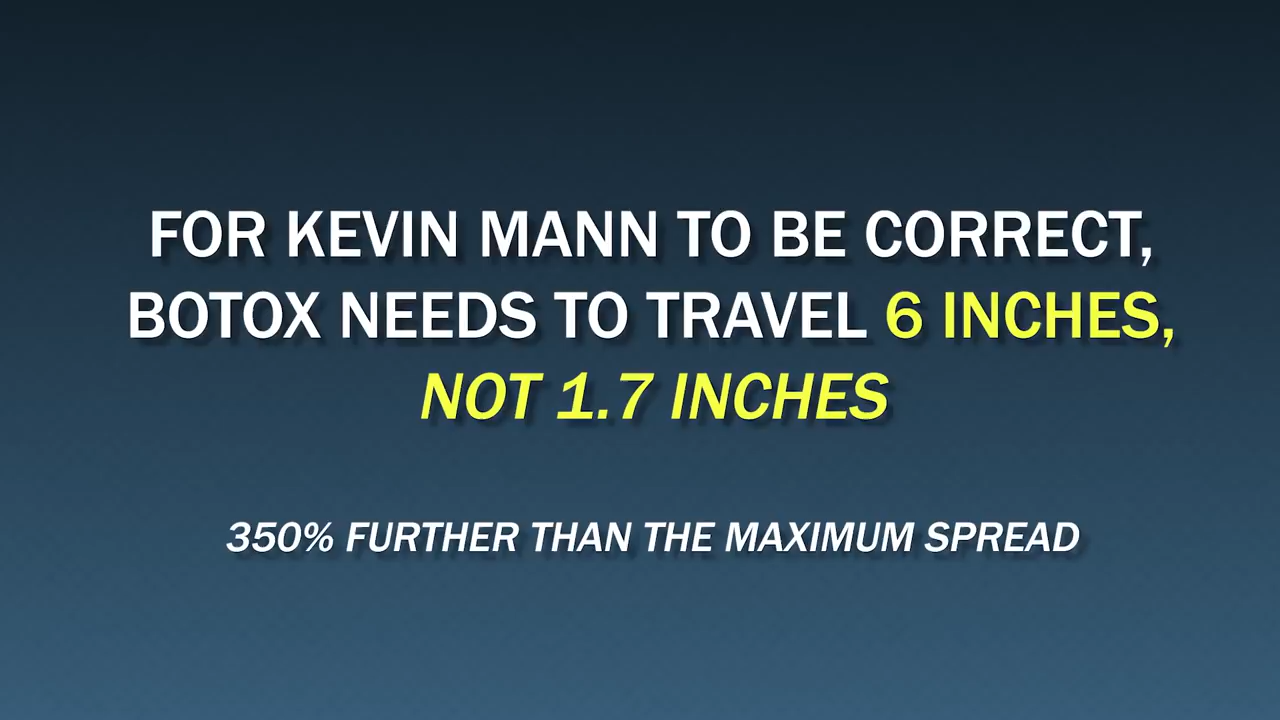 FOR KEVIN MANN TO BE CORRECT,
BOTOX NEEDS TO TRAVEL 6 INCHES,
NOT 1.7 INCHES
350% FURTHER THAN THE MAXIMUM SPREAD